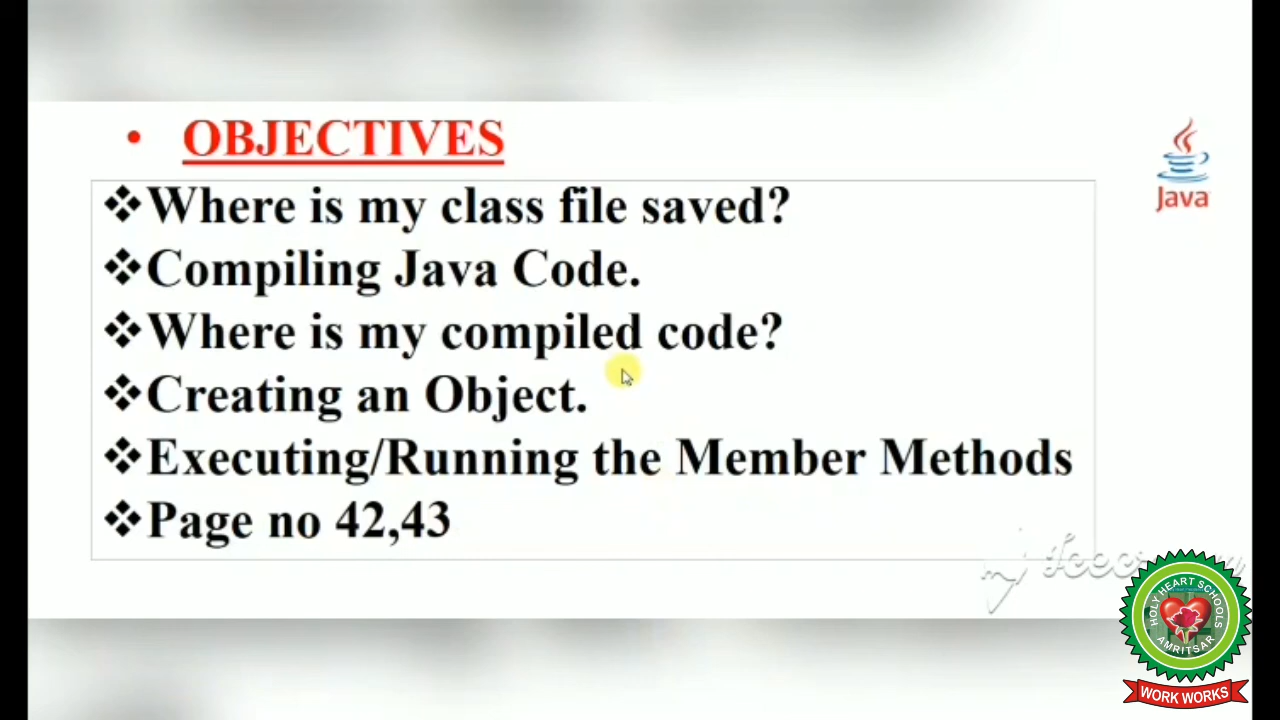 • OBJECTIVES
❖Where is my class file saved?
❖Compiling Java Code.
❖Where is my compiled code?
❖Creating an Object.
❖Executing/Running the Member Methods
❖Page no 42,43
Java
HOLY HEART SCHOOLS
AMRITSAR
WORK WORKS